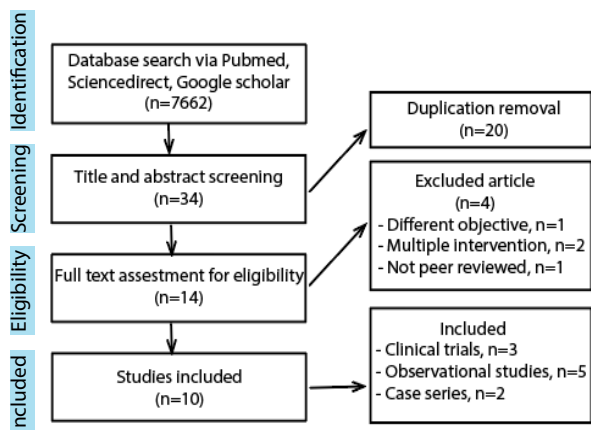 Identification
Database search via Pubmed,
Sciencedirect, Google scholar
(n=7662)
Duplication removal
(n=20)
Screening
Title and abstract screening
(n=34)
Excluded article
(n=4)
- Different objective, n=1
- Multiple intervention, n=2
- Not peer reviewed, n=1
Eligibility
Full text assestment for eligibility
(n=14)
Included
- Clinical trials, n=3
- Observational studies, n=5
- Case series, n=2
ncluded
Studies included
(n=10)